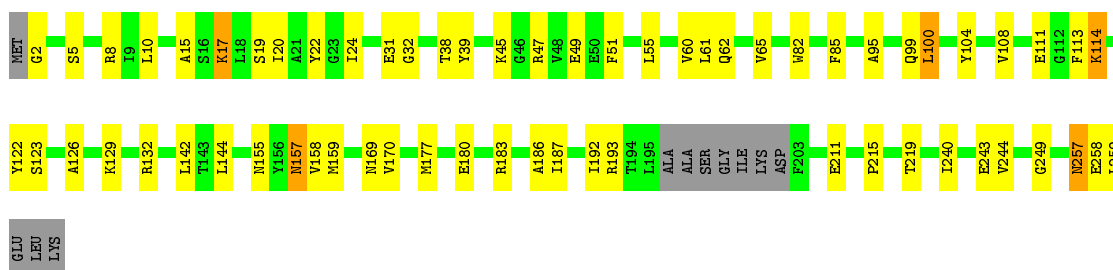 MET G2 S5 R8 I9 L10 A15 S16 K17 L18 S19 I20 A21 Y22 G23 I24 E31 G32 T38 Y39 K45 G46 R47 V48 E49 E50 F51 L55 V60 L61 Q62 V65 W82 F85 A95 Q99 L100 Y104 V108 E111 G112 F113 K114
Y122 S123 A126 K129 R132 L142 T143 L144 N155 Y156 N157 V158 M159 N169 V170 M177 E180 R183 A186 I187 I192 R193 T194 L195 ALA ALA SER GLY ILE LYS ASP F203 E211 P215 T219 I240 E243 V244 G249 N257 E258
GLU LEU LYS